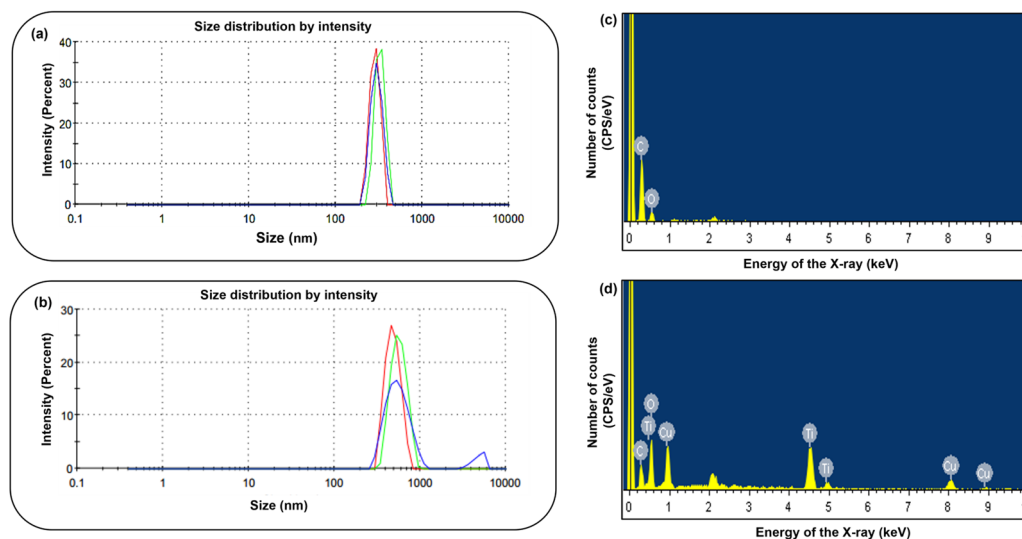 (a)
Size distribution by intensity
Intensity (Percent)
40
30
20
10
0
0.1 1 10 100 1000 10000
Size (nm)
(b)
Size distribution by intensity
Intensity (Percent)
30
20
10
0
0.1 1 10 100 1000 10000
Size (nm)
(c)
Number of counts
(CPS/eV)
C
O
0 1 2 3 4 5 6 7 8 9
Energy of the X-ray (keV)
(d)
Number of counts
(CPS/eV)
O
Ti
C
Cu
Ti
Ti
Cu
Cu
0 1 2 3 4 5 6 7 8 9 1
Energy of the X-ray (keV)